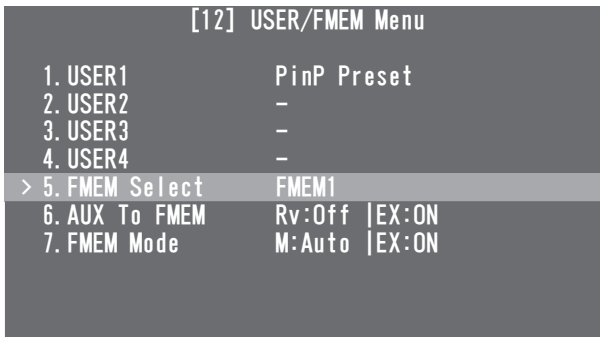 [12] USER/FMEM Menu
1. USER1 PinP Preset
2. USER2 –
3. USER3 –
4. USER4 –
> 5. FMEM Select FMEM1
6. AUX To FMEM Rv:Off |EX:ON
7. FMEM Mode M:Auto |EX:ON